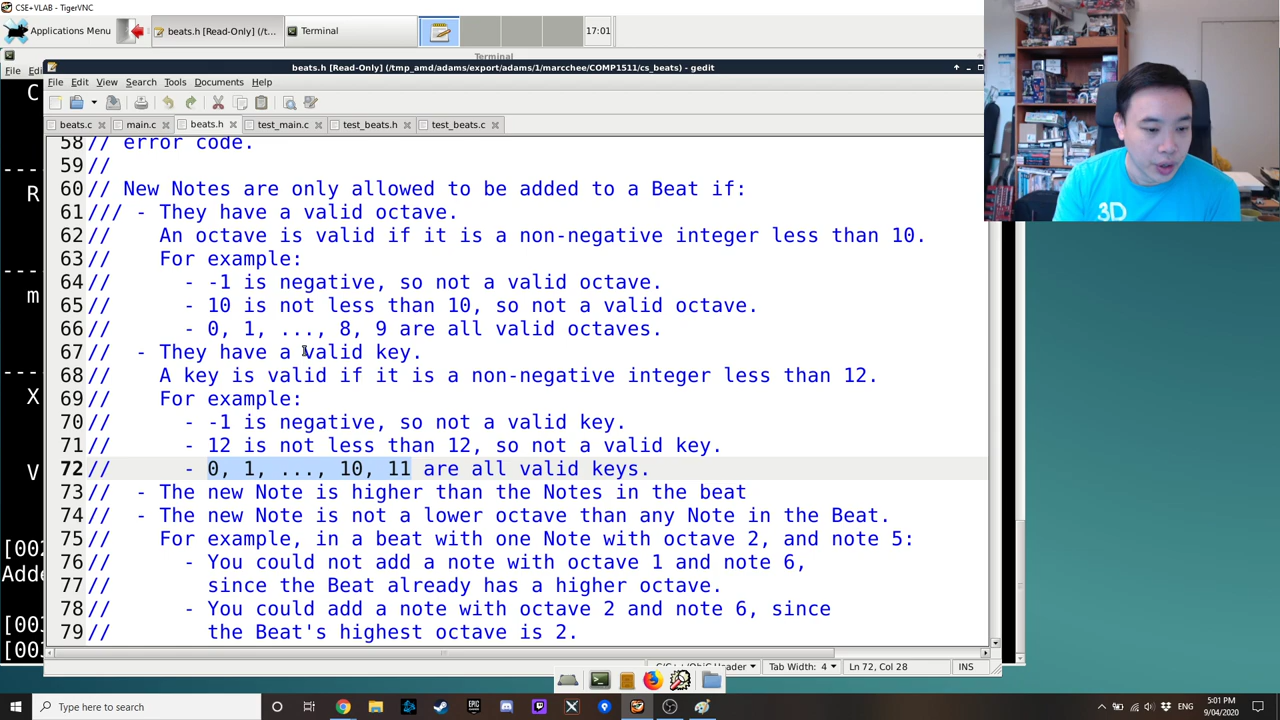 CSE+VLAB - TigerVNC
Applications Menu
beats.h [Read-Only] (/t...
Terminal
17:01
Terminal
File Edi
beats.h [Read-Only] (/tmp_amd/adams/export/adams/1/marcchee/COMP1511/cs_beats) - gedit
File Edit View Search Tools Documents Help
beats.c
main.c
beats.h
test_main.c
test_beats.h
test_beats.c
58 // error code.
59 //
60 // New Notes are only allowed to be added to a Beat if:
61 /// - They have a valid octave.
62 // An octave is valid if it is a non-negative integer less than 10.
63 // For example:
64 // - -1 is negative, so not a valid octave.
65 // - 10 is not less than 10, so not a valid octave.
66 // - 0, 1, ..., 8, 9 are all valid octaves.
67 // - They have a valid key.
68 // A key is valid if it is a non-negative integer less than 12.
69 // For example:
70 // - -1 is negative, so not a valid key.
71 // - 12 is not less than 12, so not a valid key.
72 // - 0, 1, ..., 10, 11 are all valid keys.
73 // - The new Note is higher than the Notes in the beat
74 // - The new Note is not a lower octave than any Note in the Beat.
75 // For example, in a beat with one Note with octave 2, and note 5:
76 // - You could not add a note with octave 1 and note 6,
77 // since the Beat already has a higher octave.
78 // - You could add a note with octave 2 and note 6, since
79 // the Beat's highest octave is 2.
C
R
m
X
V
[002
Adde
[003
[003
3D
Header
Tab Width: 4
Ln 72, Col 28
INS
Type here to search
ENG
5:01 PM
9/04/2020